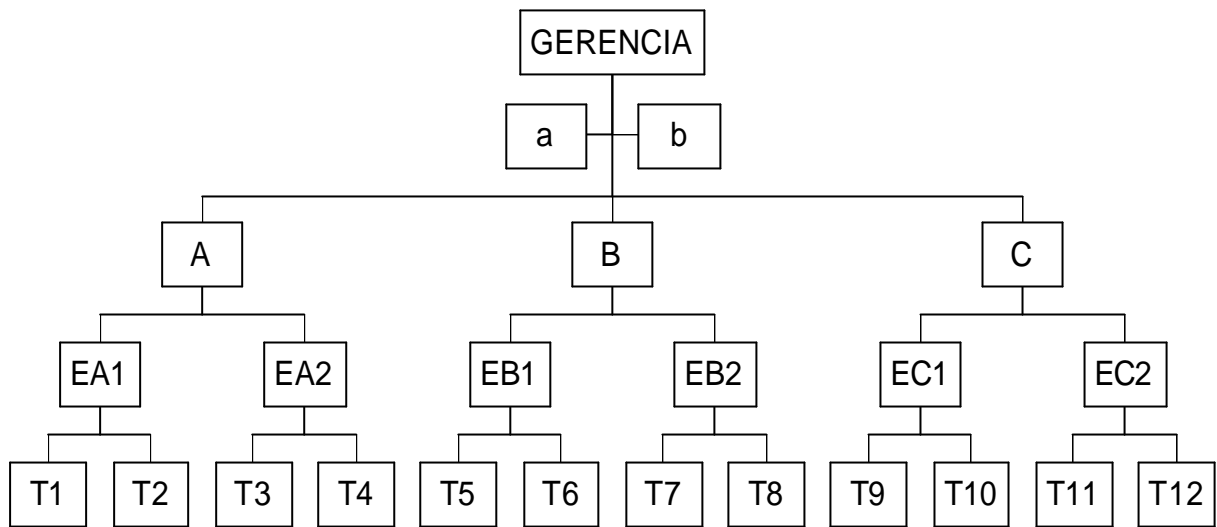 GERENCIA
a b
A B C
EA1 EA2 EB1 EB2 EC1 EC2
T1 T2 T3 T4 T5 T6 T7 T8 T9 T10 T11 T12